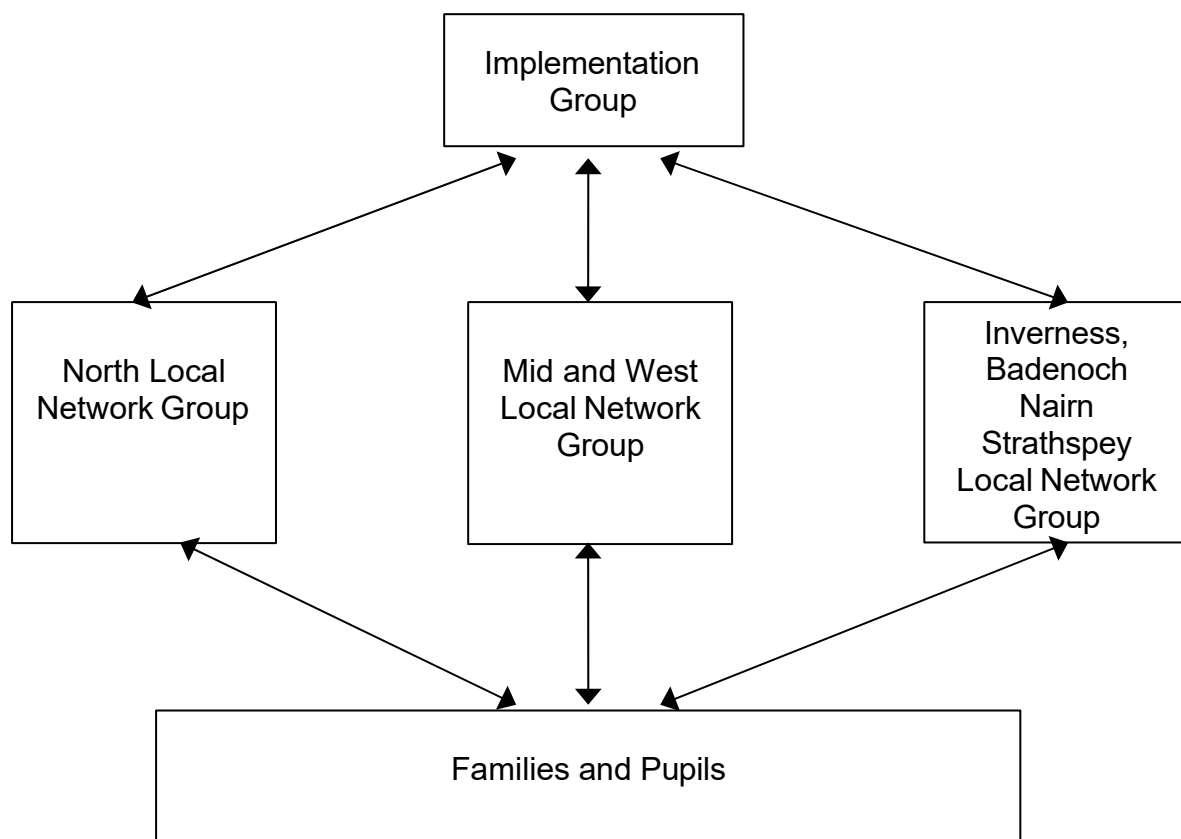 Implementation
Group
North Local
Network Group
Mid and West
Local Network
Group
Inverness,
Badenoch
Nairn
Strathspey
Local Network
Group
Families and Pupils